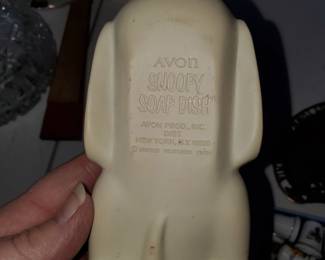 AVON
SNOOPY
SOAP DISH
AVON PROD., INC.
DIST.
NEW YORK, N.Y.